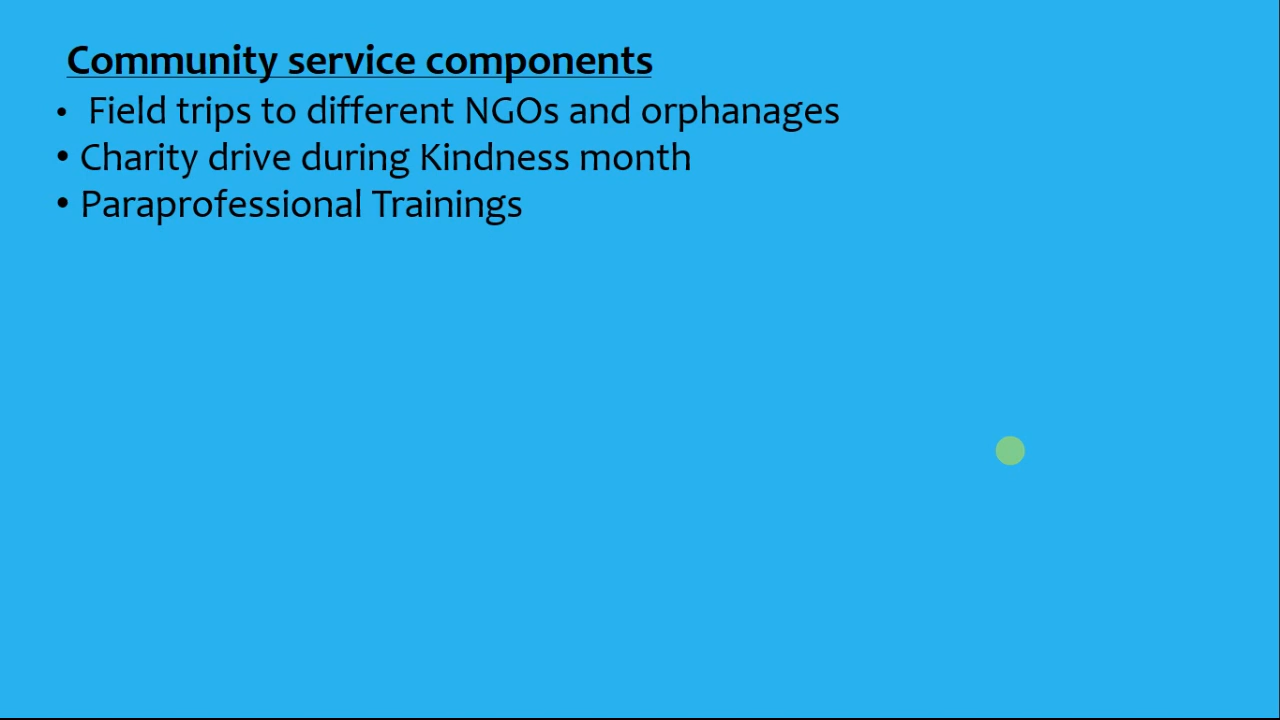 Community service components
• Field trips to different NGOs and orphanages
• Charity drive during Kindness month
• Paraprofessional Trainings